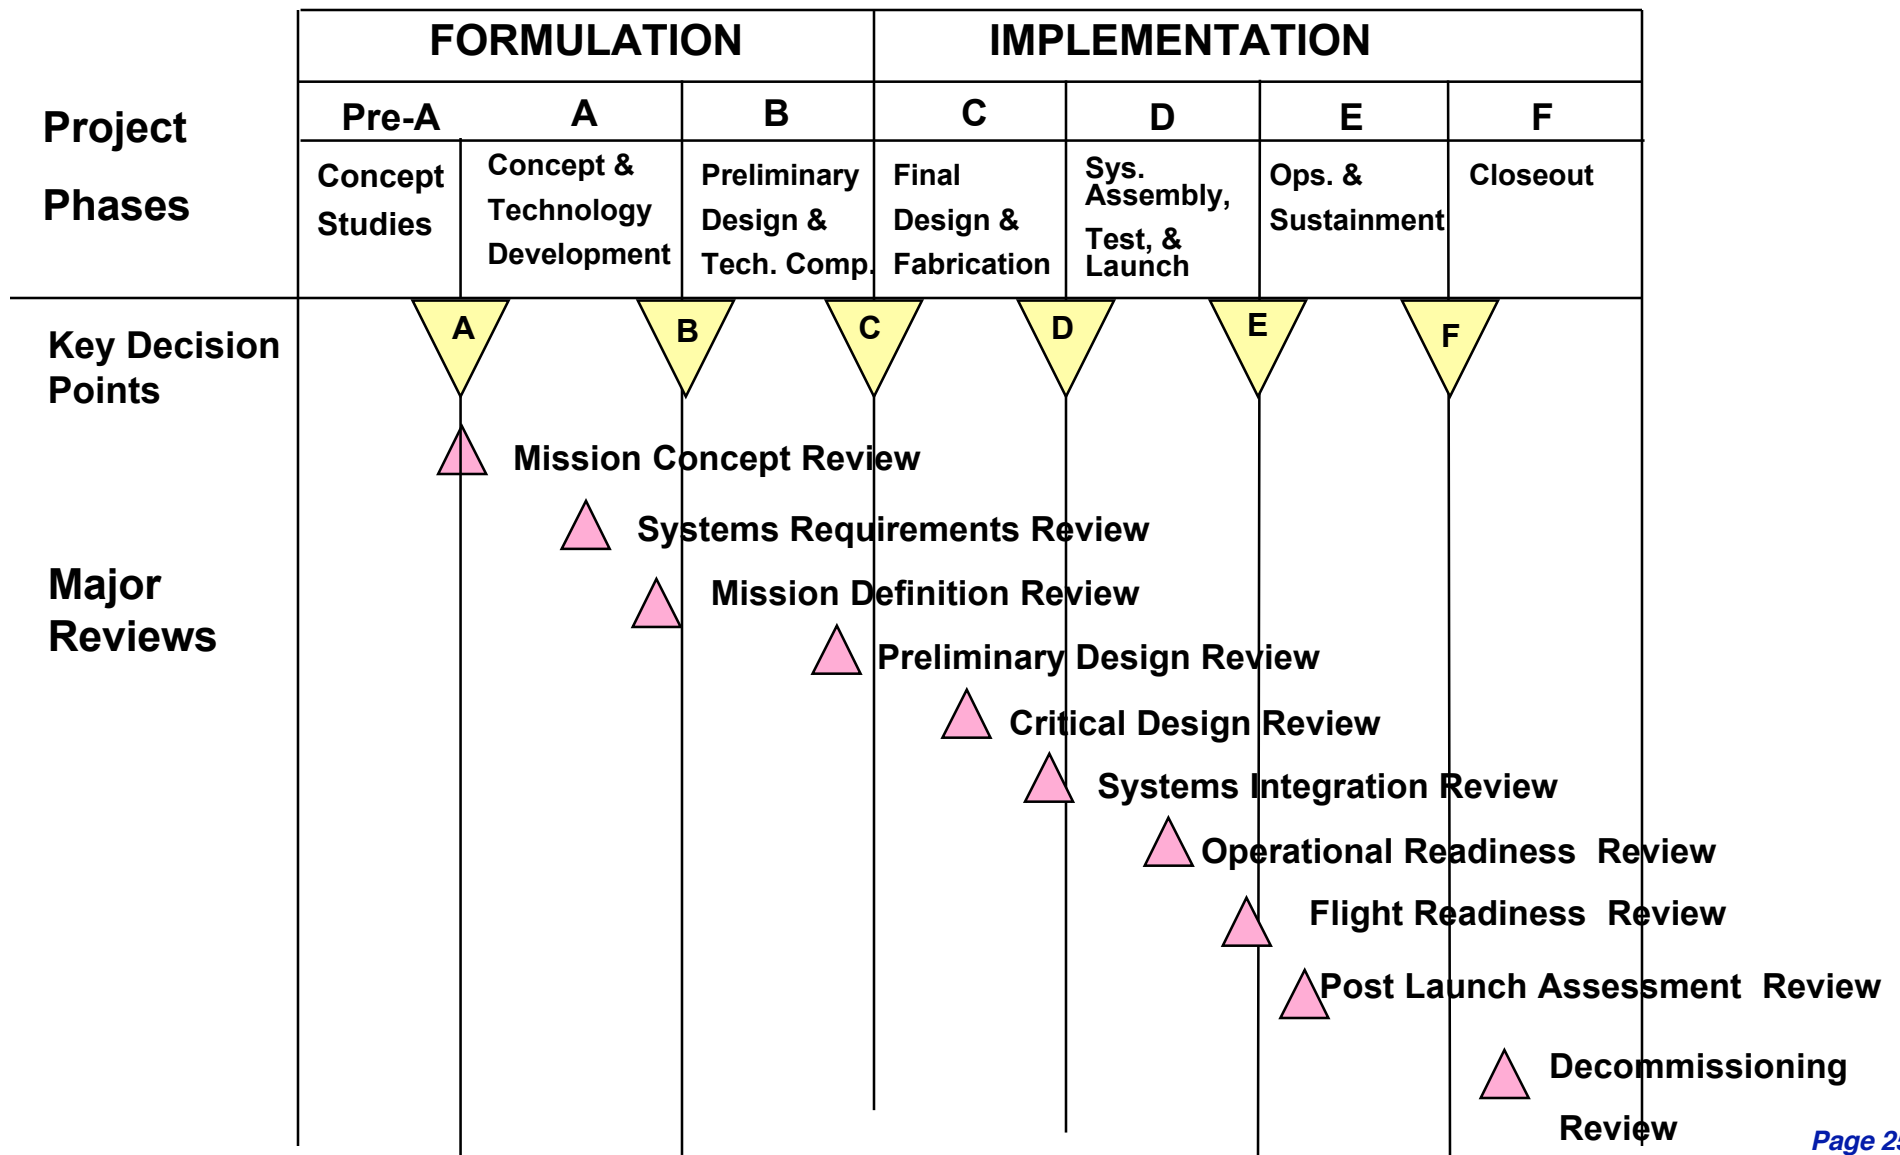 FORMULATION
IMPLEMENTATION
Project
Phases
Pre-A
A
B
C
D
E
F
Concept
Studies
Concept &
Technology
Development
Preliminary
Design &
Tech. Comp.
Final
Design &
Fabrication
Sys.
Assembly,
Test, &
Launch
Ops. &
Sustainment
Closeout
Key Decision
Points
A
B
C
D
E
F
Major
Reviews
Mission Concept Review
Systems Requirements Review
Mission Definition Review
Preliminary Design Review
Critical Design Review
Systems Integration Review
Operational Readiness Review
Flight Readiness Review
Post Launch Assessment Review
Decommissioning
Review
Page 25